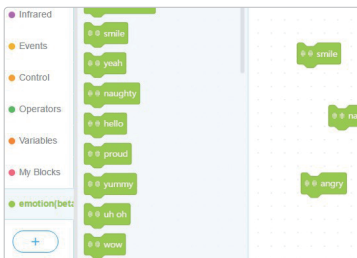 Infrared
Events
Control
Operators
Variables
My Blocks
emotion(beta
+
smile
yeah
naughty
hello
proud
yummy
uh oh
wow
smile
na
angry